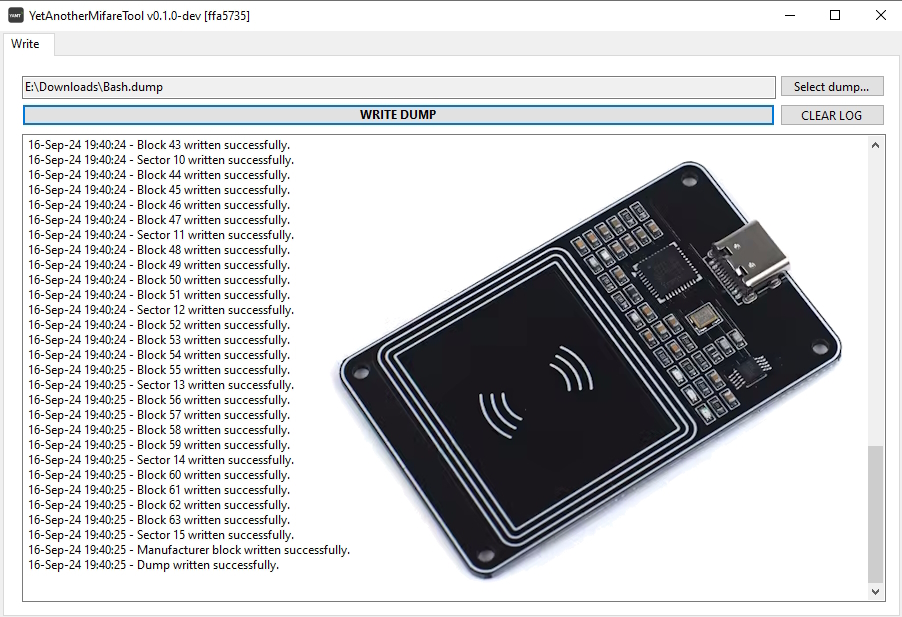 YetAnotherMifareTool v0.1.0-dev [ffa5735]
Write
E:\Downloads\Bash.dump
Select dump...
WRITE DUMP
CLEAR LOG
16-Sep-24 19:40:24 - Block 43 written successfully.
16-Sep-24 19:40:24 - Sector 10 written successfully.
16-Sep-24 19:40:24 - Block 44 written successfully.
16-Sep-24 19:40:24 - Block 45 written successfully.
16-Sep-24 19:40:24 - Block 46 written successfully.
16-Sep-24 19:40:24 - Block 47 written successfully.
16-Sep-24 19:40:24 - Sector 11 written successfully.
16-Sep-24 19:40:24 - Block 48 written successfully.
16-Sep-24 19:40:24 - Block 49 written successfully.
16-Sep-24 19:40:24 - Block 50 written successfully.
16-Sep-24 19:40:24 - Block 51 written successfully.
16-Sep-24 19:40:24 - Sector 12 written successfully.
16-Sep-24 19:40:24 - Block 52 written successfully.
16-Sep-24 19:40:24 - Block 53 written successfully.
16-Sep-24 19:40:24 - Block 54 written successfully.
16-Sep-24 19:40:25 - Block 55 written successfully.
16-Sep-24 19:40:25 - Sector 13 written successfully.
16-Sep-24 19:40:25 - Block 56 written successfully.
16-Sep-24 19:40:25 - Block 57 written successfully.
16-Sep-24 19:40:25 - Block 58 written successfully.
16-Sep-24 19:40:25 - Block 59 written successfully.
16-Sep-24 19:40:25 - Sector 14 written successfully.
16-Sep-24 19:40:25 - Block 60 written successfully.
16-Sep-24 19:40:25 - Block 61 written successfully.
16-Sep-24 19:40:25 - Block 62 written successfully.
16-Sep-24 19:40:25 - Block 63 written successfully.
16-Sep-24 19:40:25 - Sector 15 written successfully.
16-Sep-24 19:40:25 - Manufacturer block written successfully.
16-Sep-24 19:40:25 - Dump written successfully.